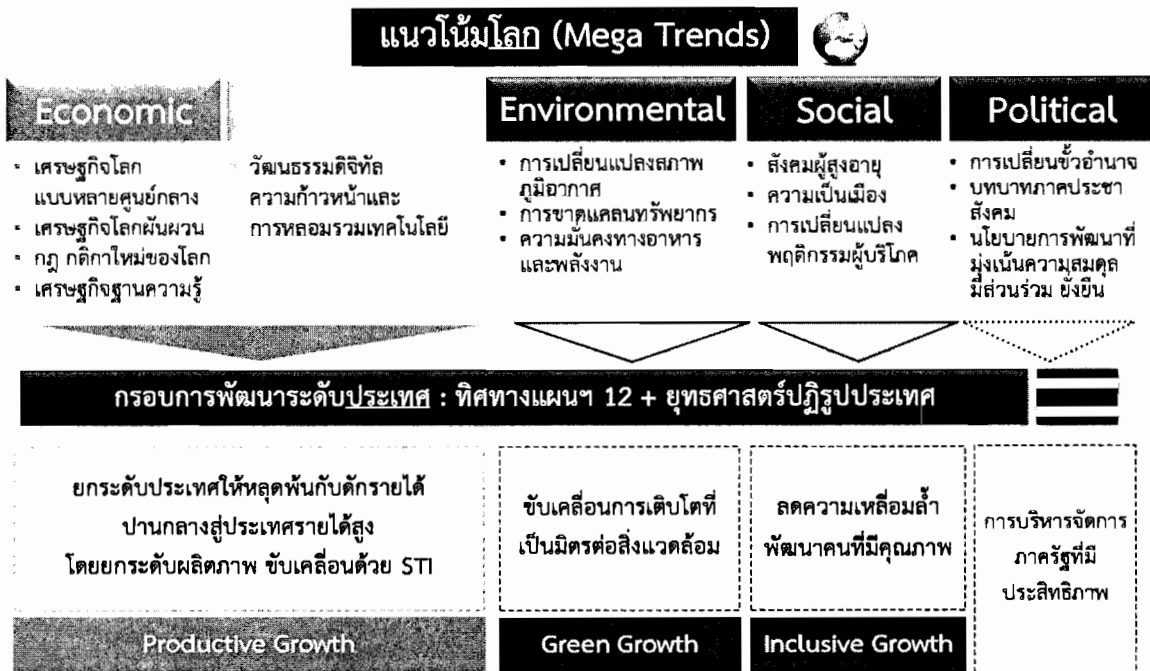 แนวโน้มโลก (Mega Trends)
Economic
• เศรษฐกิจโลก
แบบหลายศูนย์กลาง
• เศรษฐกิจโลกผันผวน
• กฎ กติกาใหม่ของโลก
• เศรษฐกิจฐานความรู้
วัฒนธรรมดิจิทัล
ความก้าวหน้าและ
การหลอมรวมเทคโนโลยี
Environmental
• การเปลี่ยนแปลงสภาพ
ภูมิอากาศ
• การขาดแคลนทรัพยากร
• ความมั่นคงทางอาหาร
และพลังงาน
Social
• สังคมผู้สูงอายุ
• ความเป็นเมือง
• การเปลี่ยนแปลง
พฤติกรรมผู้บริโภค
Political
• การเปลี่ยนขั้วอำนาจ
• บทบาทภาคประชา
สังคม
• นโยบายการพัฒนาที่
มุ่งเน้นความสมดุล
มีส่วนร่วม ยั่งยืน
กรอบการพัฒนาระดับประเทศ : ทิศทางแผนฯ 12 + ยุทธศาสตร์ปฏิรูปประเทศ
ยกระดับประเทศให้หลุดพ้นกับดักรายได้
ปานกลางสู่ประเทศรายได้สูง
โดยยกระดับผลิตภาพ ขับเคลื่อนด้วย STI
Productive Growth
ขับเคลื่อนการเติบโตที่
เป็นมิตรต่อสิ่งแวดล้อม
Green Growth
ลดความเหลื่อมล้ำ
พัฒนาคนที่มีคุณภาพ
Inclusive Growth
การบริหารจัดการ
ภาครัฐที่มี
ประสิทธิภาพ